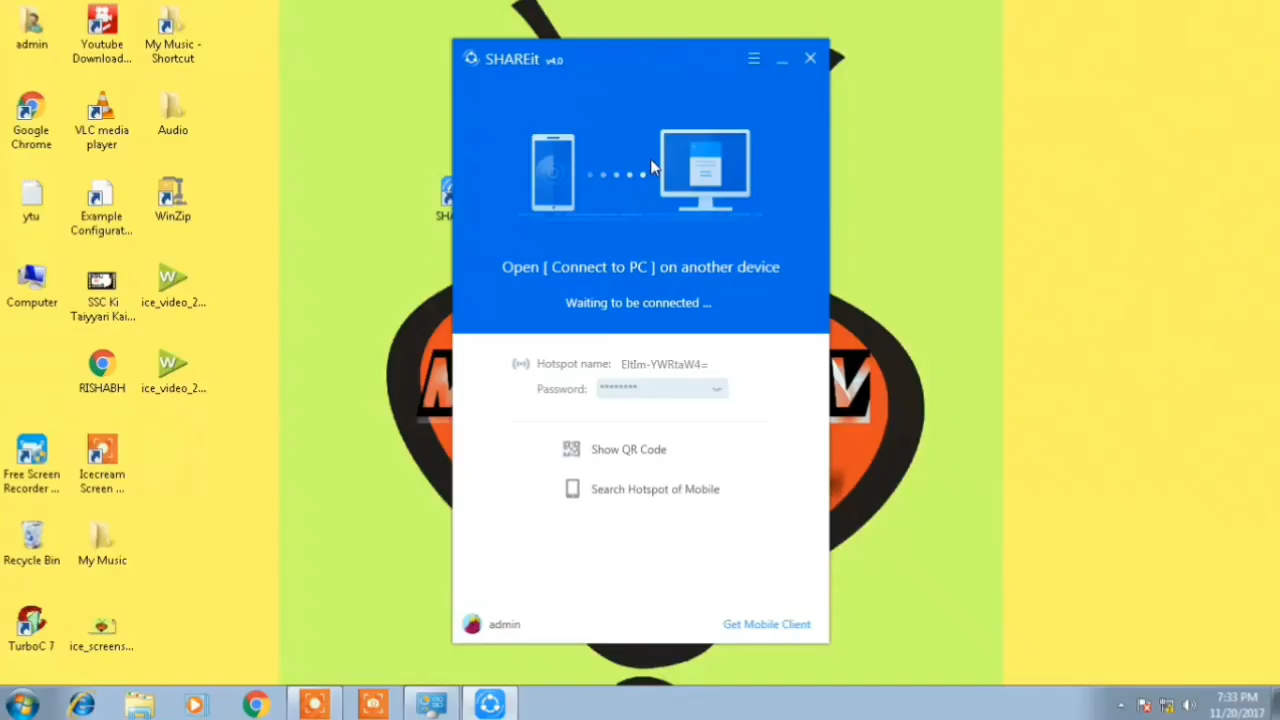 admin
Youtube
Download...
My Music -
Shortcut
Google
Chrome
VLC media
player
Audio
ytu
Example
Configurat...
WinZip
Computer
SSC Ki
Taiyyari Kai...
ice_video_2...
RISHABH
ice_video_2...
Free Screen
Recorder ...
Icecream
Screen ...
Recycle Bin
My Music
TurboC 7
ice_screens...
SHAREit v4.0
Open [ Connect to PC ] on another device
Waiting to be connected ...
Hotspot name: EltIm-YWRtaW4=
Password: ********
Show QR Code
Search Hotspot of Mobile
admin
Get Mobile Client
7:33 PM
11/20/2017